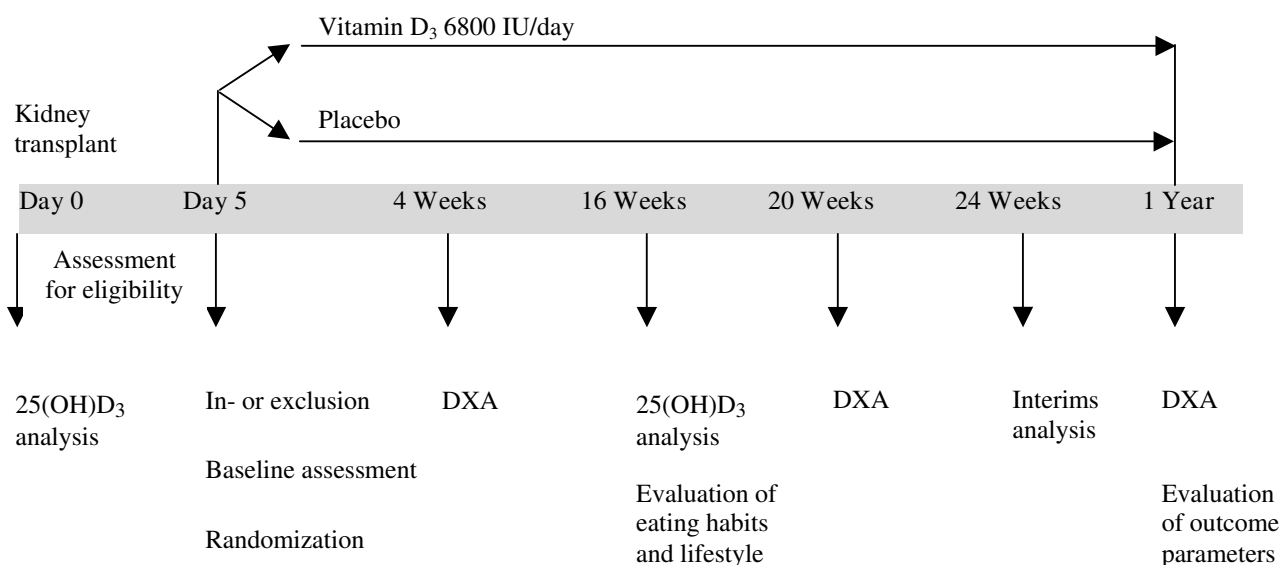 Vitamin D3 6800 IU/day
Kidney
transplant
Placebo
Day 0 Day 5 4 Weeks 16 Weeks 20 Weeks 24 Weeks 1 Year
Assessment
for eligibility
25(OH)D3
analysis
In- or exclusion
Baseline assessment
Randomization
DXA
25(OH)D3
analysis
Evaluation of
eating habits
and lifestyle
DXA
Interims
analysis
DXA
Evaluation
of outcome
parameters